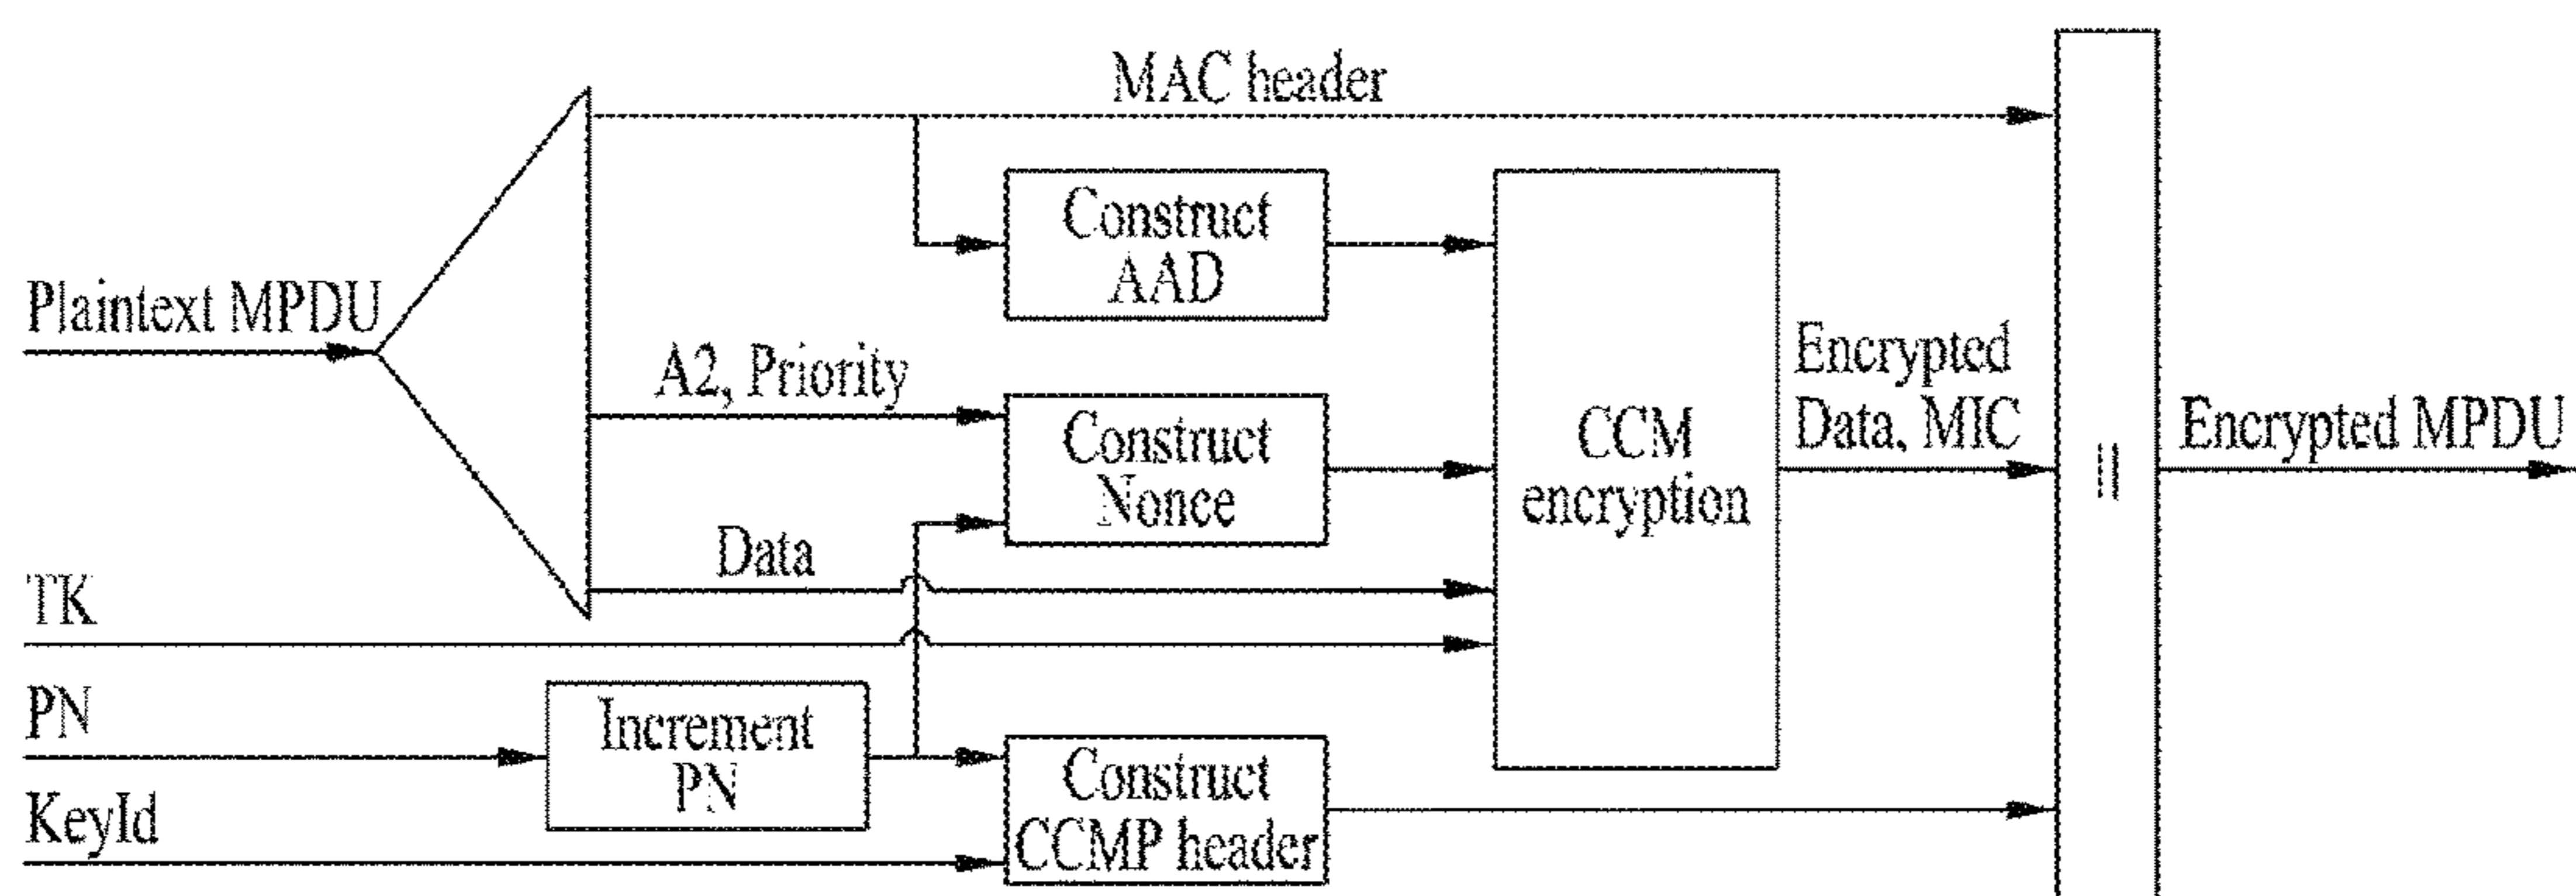 MAC header
Construct
AAD
Plaintext MPDU
A2, Priority
Construct
Nonce
CCM
encryption
Encrypted
Data, MIC
||
Encrypted MPDU
Data
TK
PN
Increment
PN
KeyId
Construct
CCMP header